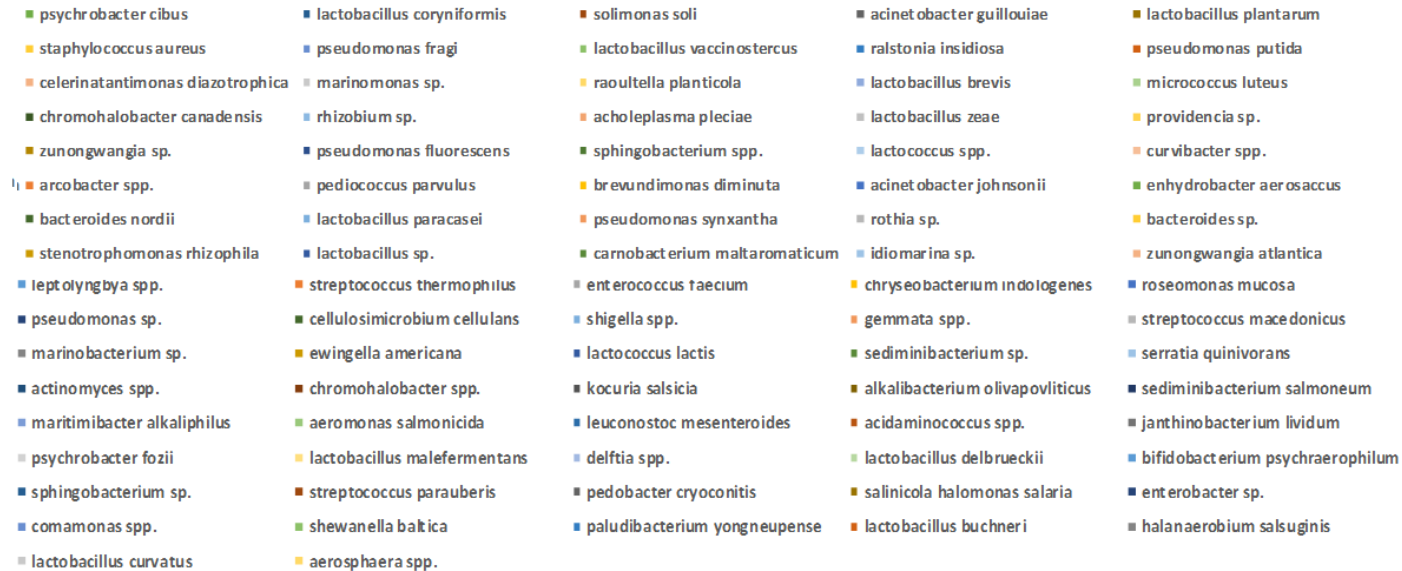 psychrobacter cibus lactobacillus coryniformis solimonas soli acinetobacter guillouiae lactobacillus plantarum
staphylococcus aureus pseudomonas fragi lactobacillus vaccinostercus ralstonia insidiosa pseudomonas putida
celerinatantimonas diazotrophica marinomonas sp. raoultella planticola lactobacillus brevis micrococcus luteus
chromohalobacter canadensis rhizobium sp. acholeplasma pleciae lactobacillus zeae providencia sp.
zunongwangia sp. pseudomonas fluorescens sphingobacterium spp. lactococcus spp. curvibacter spp.
arcobacter spp. pediococcus parvulus brevundimonas diminuta acinetobacter johnsonii enhydrobacter aerosaccus
bacteroides nordii lactobacillus paracasei pseudomonas synxantha rothia sp. bacteroides sp.
stenotrophomonas rhizophila lactobacillus sp. carnobacterium maltaromaticum idiomarina sp. zunongwangia atlantica
leptolyngbya spp. streptococcus thermophilus enterococcus faecium chryseobacterium indologenes roseomonas mucosa
pseudomonas sp. cellulosimicrobium cellulans shigella spp. gemmata spp. streptococcus macedonicus
marinobacterium sp. ewingella americana lactococcus lactis sediminibacterium sp. serratia quinivorans
actinomyces spp. chromohalobacter spp. kocuria salsicia alkalibacterium olivapovliticus sediminibacterium salmoneum
maritimibacter alkaliphilus aeromonas salmonicida leuconostoc mesenteroides acidaminococcus spp. janthinobacterium lividum
psychrobacter fozii lactobacillus malefermentans delftia spp. lactobacillus delbrueckii bifidobacterium psychraerophilum
sphingobacterium sp. streptococcus parauberis pedobacter cryoconitis salinicola halomonas salaria enterobacter sp.
comamonas spp. shewanella baltica paludibacterium yongneupense lactobacillus buchneri halanaerobium salsuginis
lactobacillus curvatus aerosphaera spp.